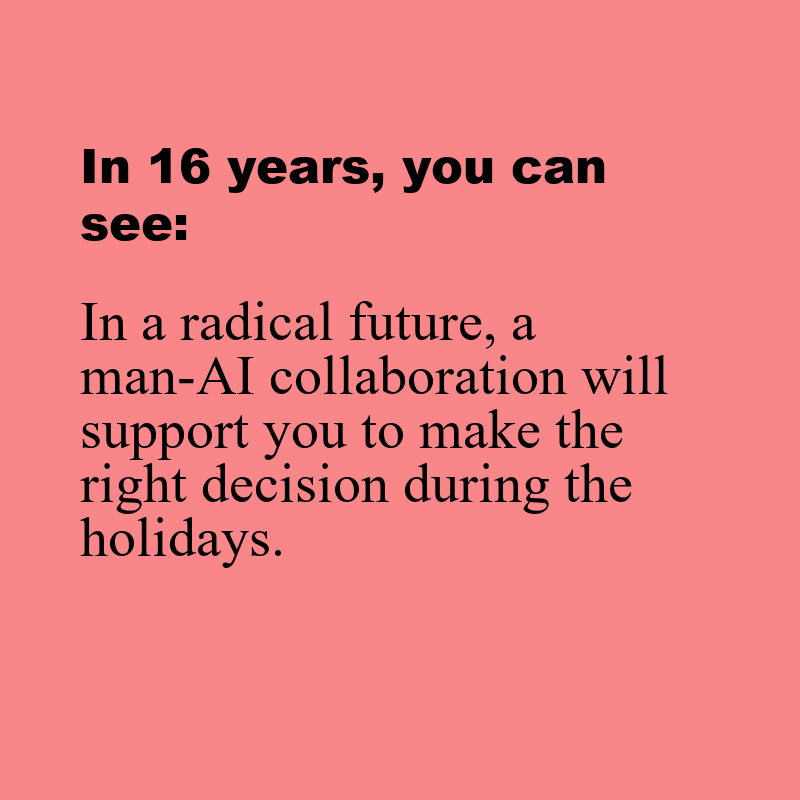 In 16 years, you can
see:
In a radical future, a
man-AI collaboration will
support you to make the
right decision during the
holidays.